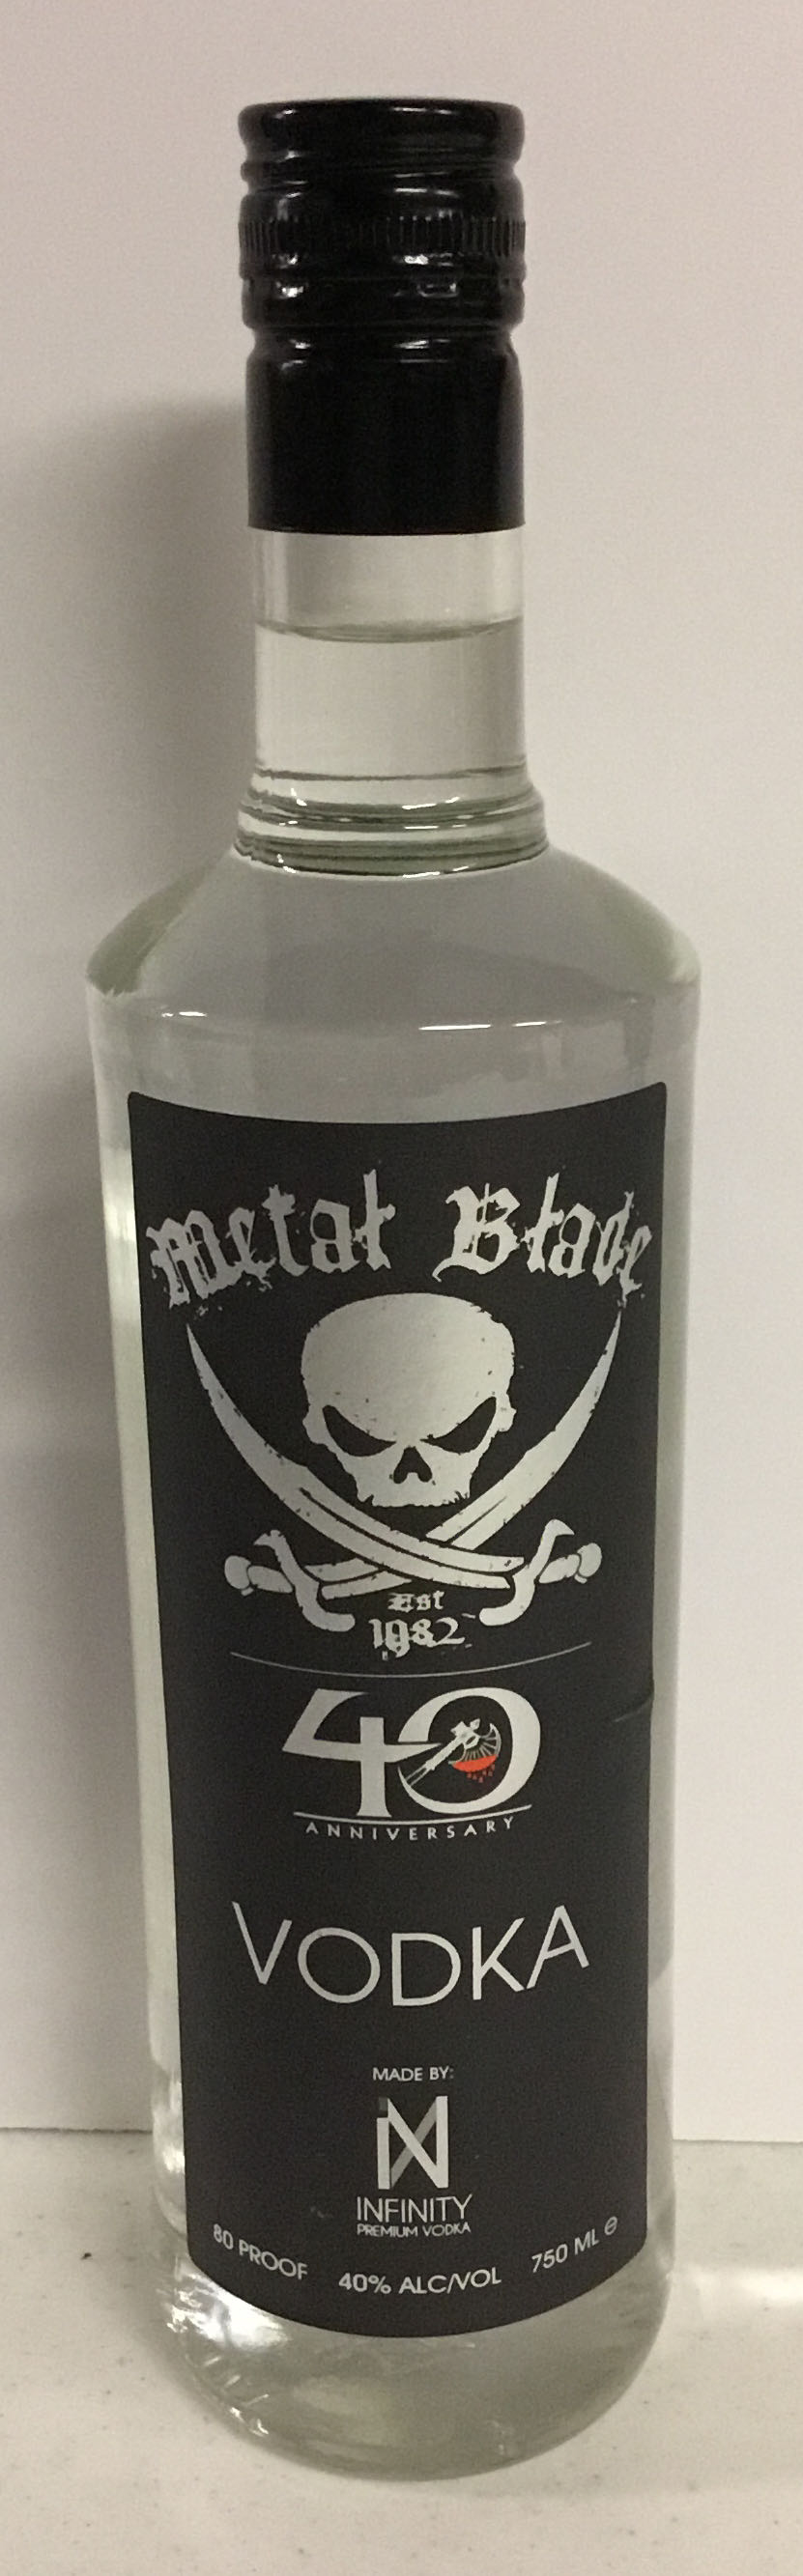 Metal Blade
Est
1982
40
ANNIVERSARY
VODKA
MADE BY:
IN
INFINITY
PREMIUM VODKA
80 PROOF 40% ALC/VOL 750 ML ℮